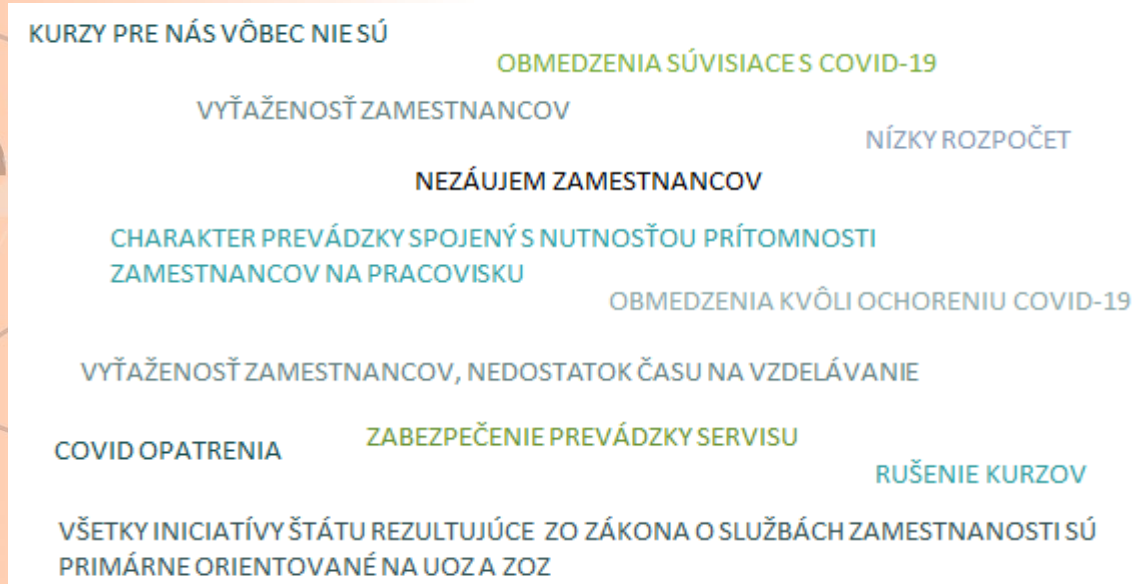 KURZY PRE NÁS VÔBEC NIE SÚ
OBMEDZENIA SÚVISIACE S COVID-19
VYŤAŽENOSŤ ZAMESTNANCOV
NÍZKY ROZPOČET
NEZÁUJEM ZAMESTNANCOV
CHARAKTER PREVÁDZKY SPOJENÝ S NUTNOSŤOU PRÍTOMNOSTI
ZAMESTNANCOV NA PRACOVISKU
OBMEDZENIA KVÔLI OCHORENIU COVID-19
VYŤAŽENOSŤ ZAMESTNANCOV, NEDOSTATOK ČASU NA VZDELÁVANIE
ZABEZPEČENIE PREVÁDZKY SERVISU
COVID OPATRENIA
RUŠENIE KURZOV
VŠETKY INICIATÍVY ŠTÁTU REZULTUJÚCE ZO ZÁKONA O SLUŽBÁCH ZAMESTNANOSTI SÚ
PRIMÁRNE ORIENTOVANÉ NA UOZ A ZOZ